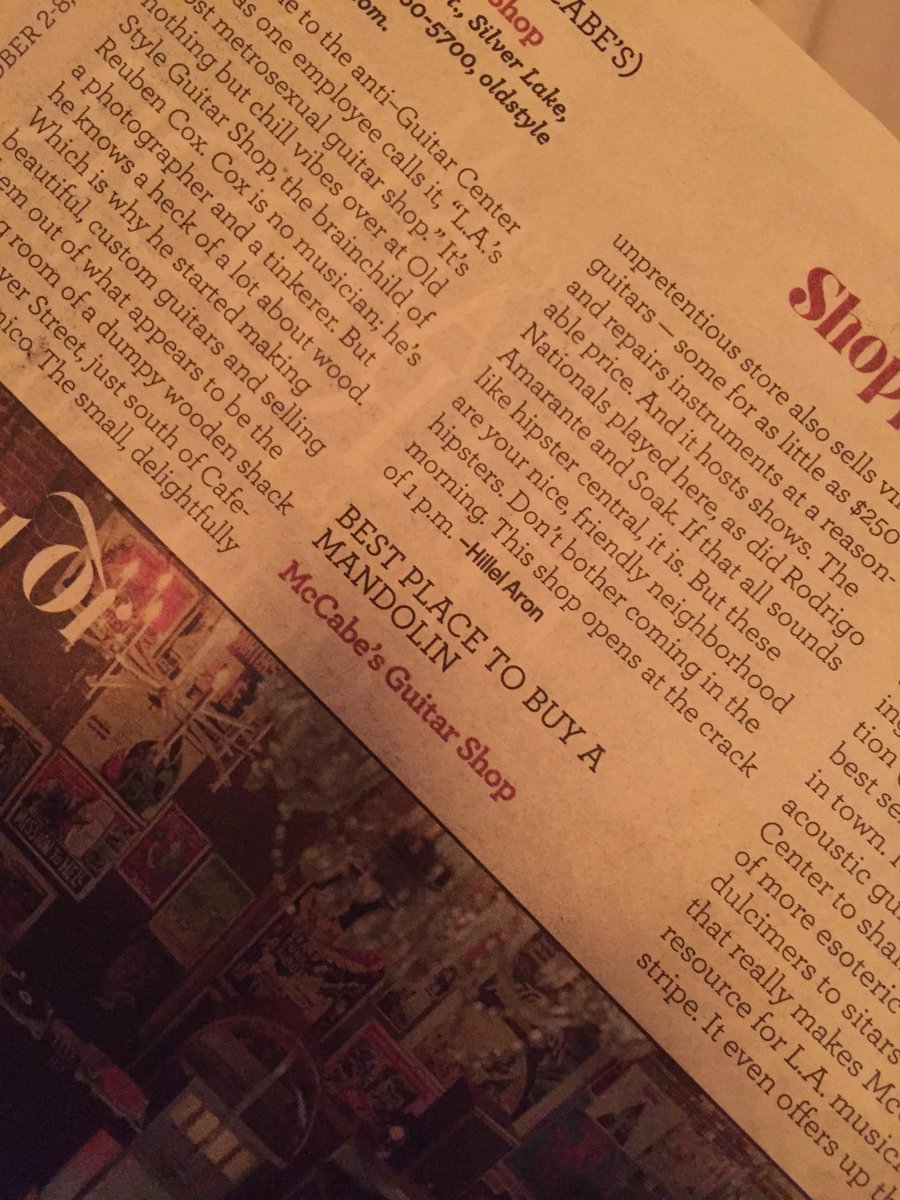 CABE'S)
Shop
Silver Lake,
00-5700, oldstyle
OBER 2-8
to the anti–Guitar Center
as one employee calls it, "L.A.'s
most metrosexual guitar shop." It's
nothing but chill vibes over at Old
Style Guitar Shop, the brainchild of
Reuben Cox. Cox is no musician; he's
a photographer and a tinkerer. But
he knows a heck of a lot about wood.
Which is why he started making
beautiful, custom guitars and selling
em out of what appears to be the
room of a dumpy wooden shack
ver Street, just south of Cafe-
nico. The small, delightfully
unpretentious store also sells
guitars — some for as little as $250
and repairs instruments at a reason-
able price. And it hosts shows. The
Nationals played here, as did Rodrigo
Amarante and Soak. If that all sounds
like hipster central, it is. But these
are your nice, friendly neighborhood
hipsters. Don't bother coming in the
morning. This shop opens at the crack
of 1 p.m. –Hillel Aron
BEST PLACE TO BUY A
MANDOLIN
McCabe's Guitar Shop
Shop
ing
tion
best se
in town.
acoustic gu
Center to sha
of more esoteric
dulcimers to sitars
that really makes Mc
resource for L.A. music
stripe. It even offers up th
of